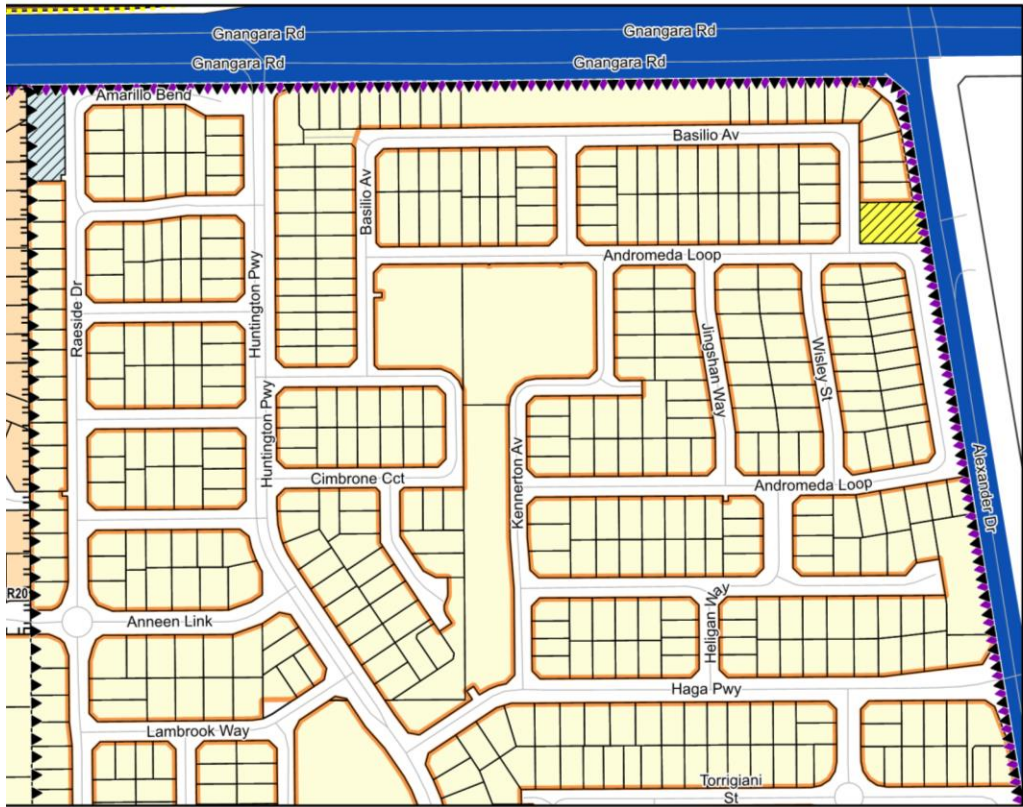 Gnangara Rd
Gnangara Rd
Gnangara Rd
Gnangara Rd
Amarillo Bend
Basilio Av
Basilio Av
Andromeda Loop
Raeside Dr
Huntington Pwy
Jingshan Way
Wisley St
Huntington Pwy
Cimbrone Cct
Kennerton Av
Andromeda Loop
Alexander Dr
R20
Anneen Link
Heligan Way
Haga Pwy
Lambrook Way
Torrigiani
St